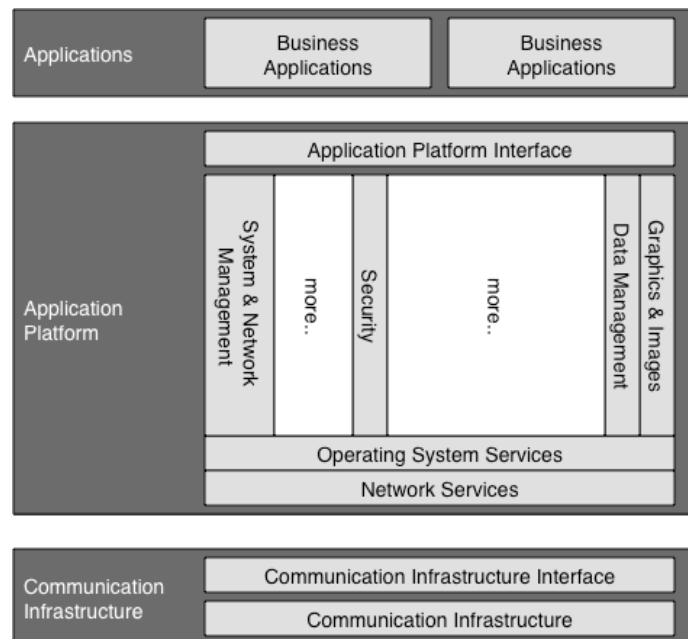 Applications
Business
Applications
Business
Applications
Application
Platform
Application Platform Interface
System & Network
Management
more..
Security
more..
Data Management
Graphics & Images
Operating System Services
Network Services
Communication
Infrastructure
Communication Infrastructure Interface
Communication Infrastructure